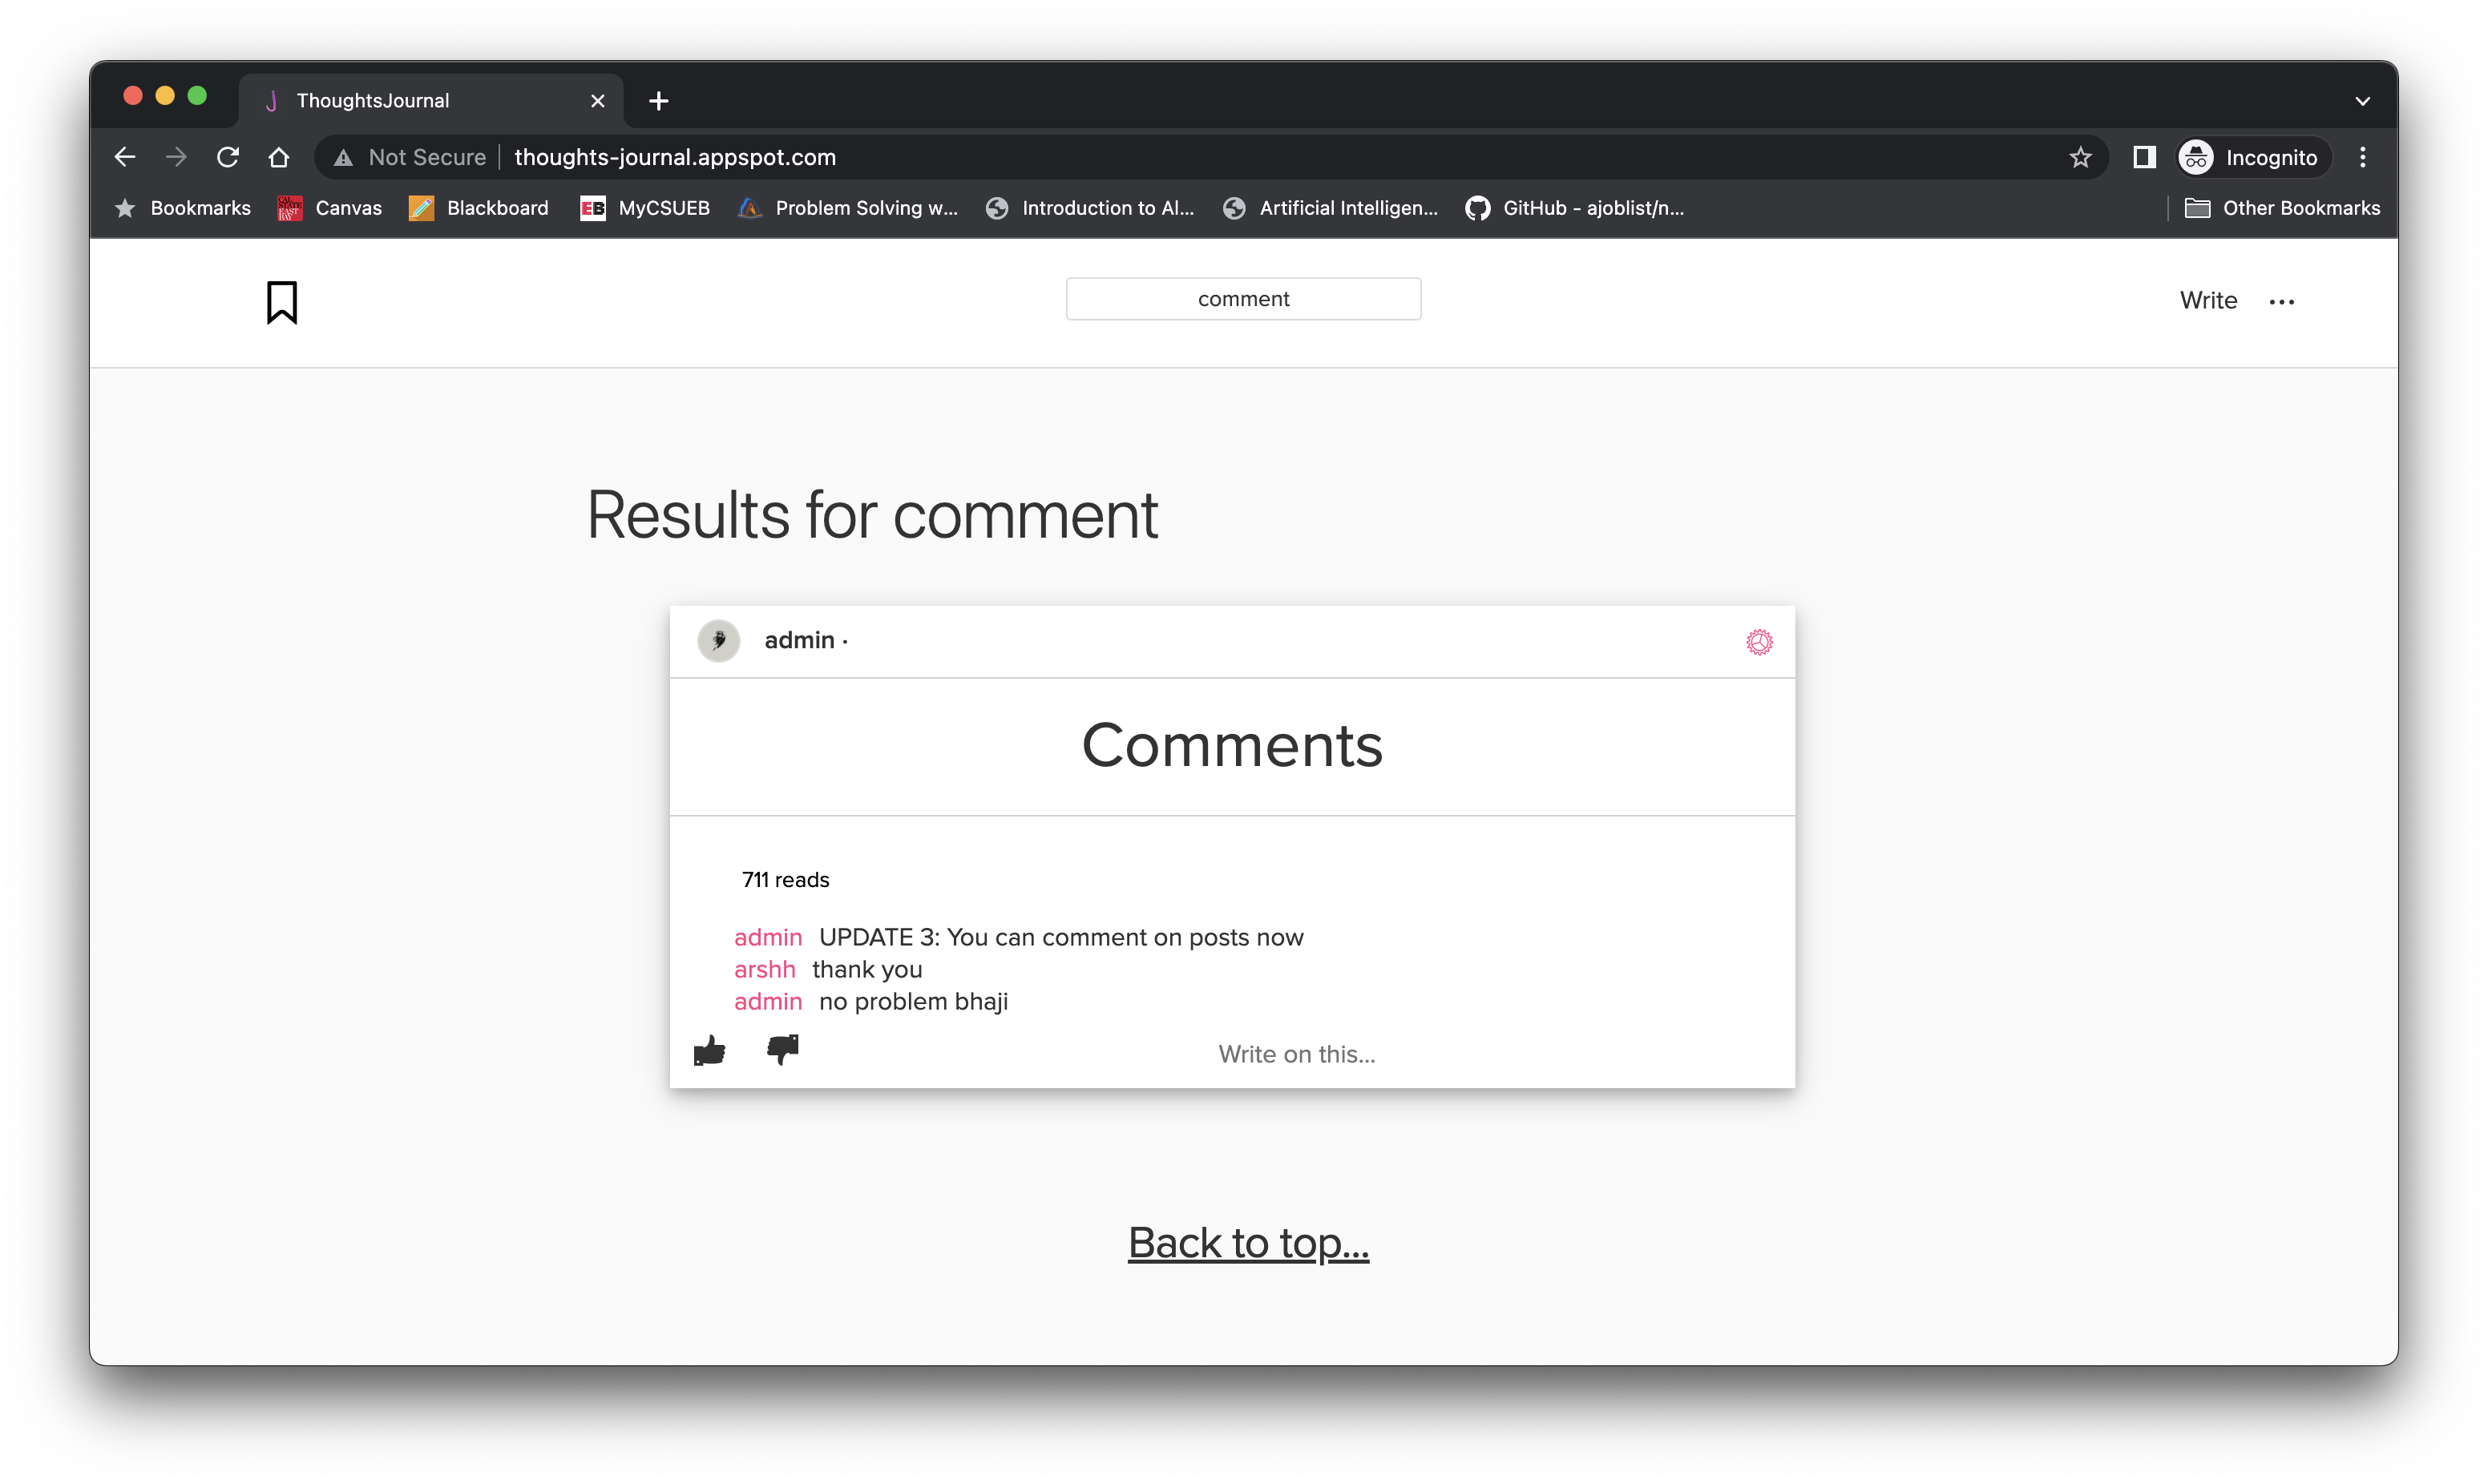 ThoughtsJournal
Not Secure thoughts-journal.appspot.com Incognito
Bookmarks Canvas Blackboard EB MyCSUEB Problem Solving w... Introduction to Al... Artificial Intelligen... GitHub - ajoblist/n... Other Bookmarks
comment Write ...
Results for comment
admin ·
Comments
711 reads
admin UPDATE 3: You can comment on posts now
arshh thank you
admin no problem bhaji
Write on this...
Back to top...